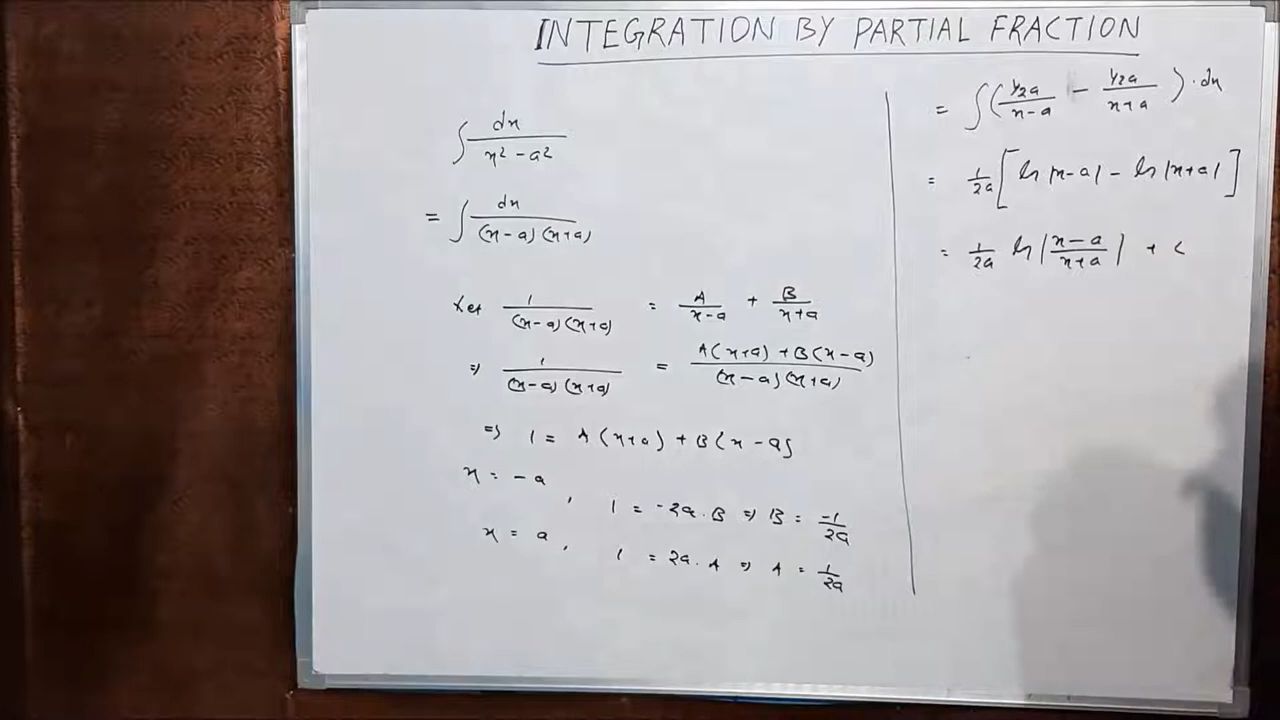 INTEGRATION BY PARTIAL FRACTION
∫ dx / (x² - a²)
= ∫ dx / ((x-a)(x+a))
Let 1 / ((x-a)(x+a)) = A/(x-a) + B/(x+a)
⇒ 1 / ((x-a)(x+a)) = (A(x+a) + B(x-a)) / ((x-a)(x+a))
⇒ 1 = A(x+a) + B(x-a)
x = -a, 1 = -2a.B ⇒ B = -1/2a
x = a, 1 = 2a.A ⇒ A = 1/2a
= ∫ ( (1/2a)/(x-a) - (1/2a)/(x+a) ) . dx
= 1/2a [ ln |x-a| - ln |x+a| ]
= 1/2a ln | (x-a)/(x+a) | + c